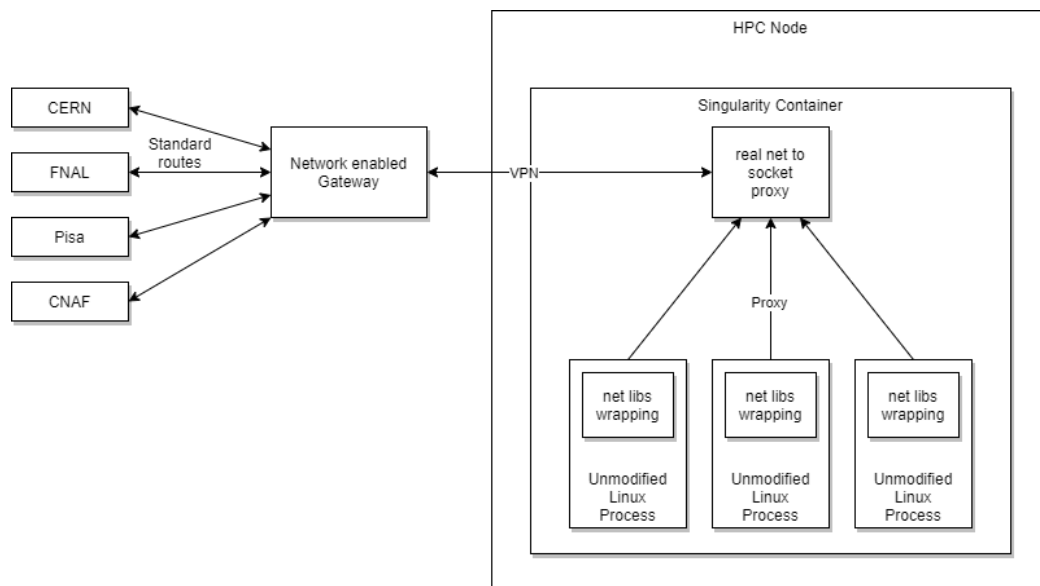 HPC Node
Singularity Container
CERN
FNAL
Pisa
CNAF
Standard
routes
Network enabled
Gateway
VPN
real net to
socket
proxy
Proxy
net libs
wrapping
Unmodified
Linux
Process
net libs
wrapping
Unmodified
Linux
Process
net libs
wrapping
Unmodified
Linux
Process